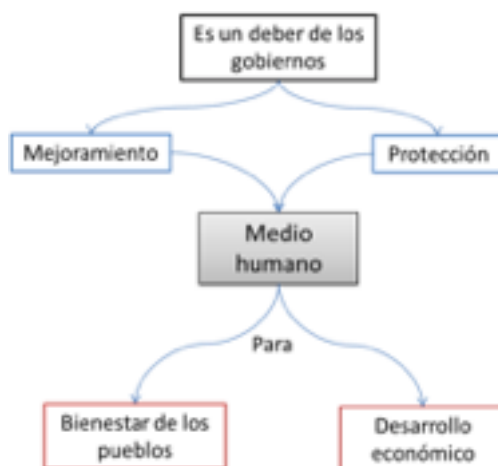 Es un deber de los
gobiernos
Mejoramiento
Protección
Medio
humano
Para
Bienestar de los
pueblos
Desarrollo
económico